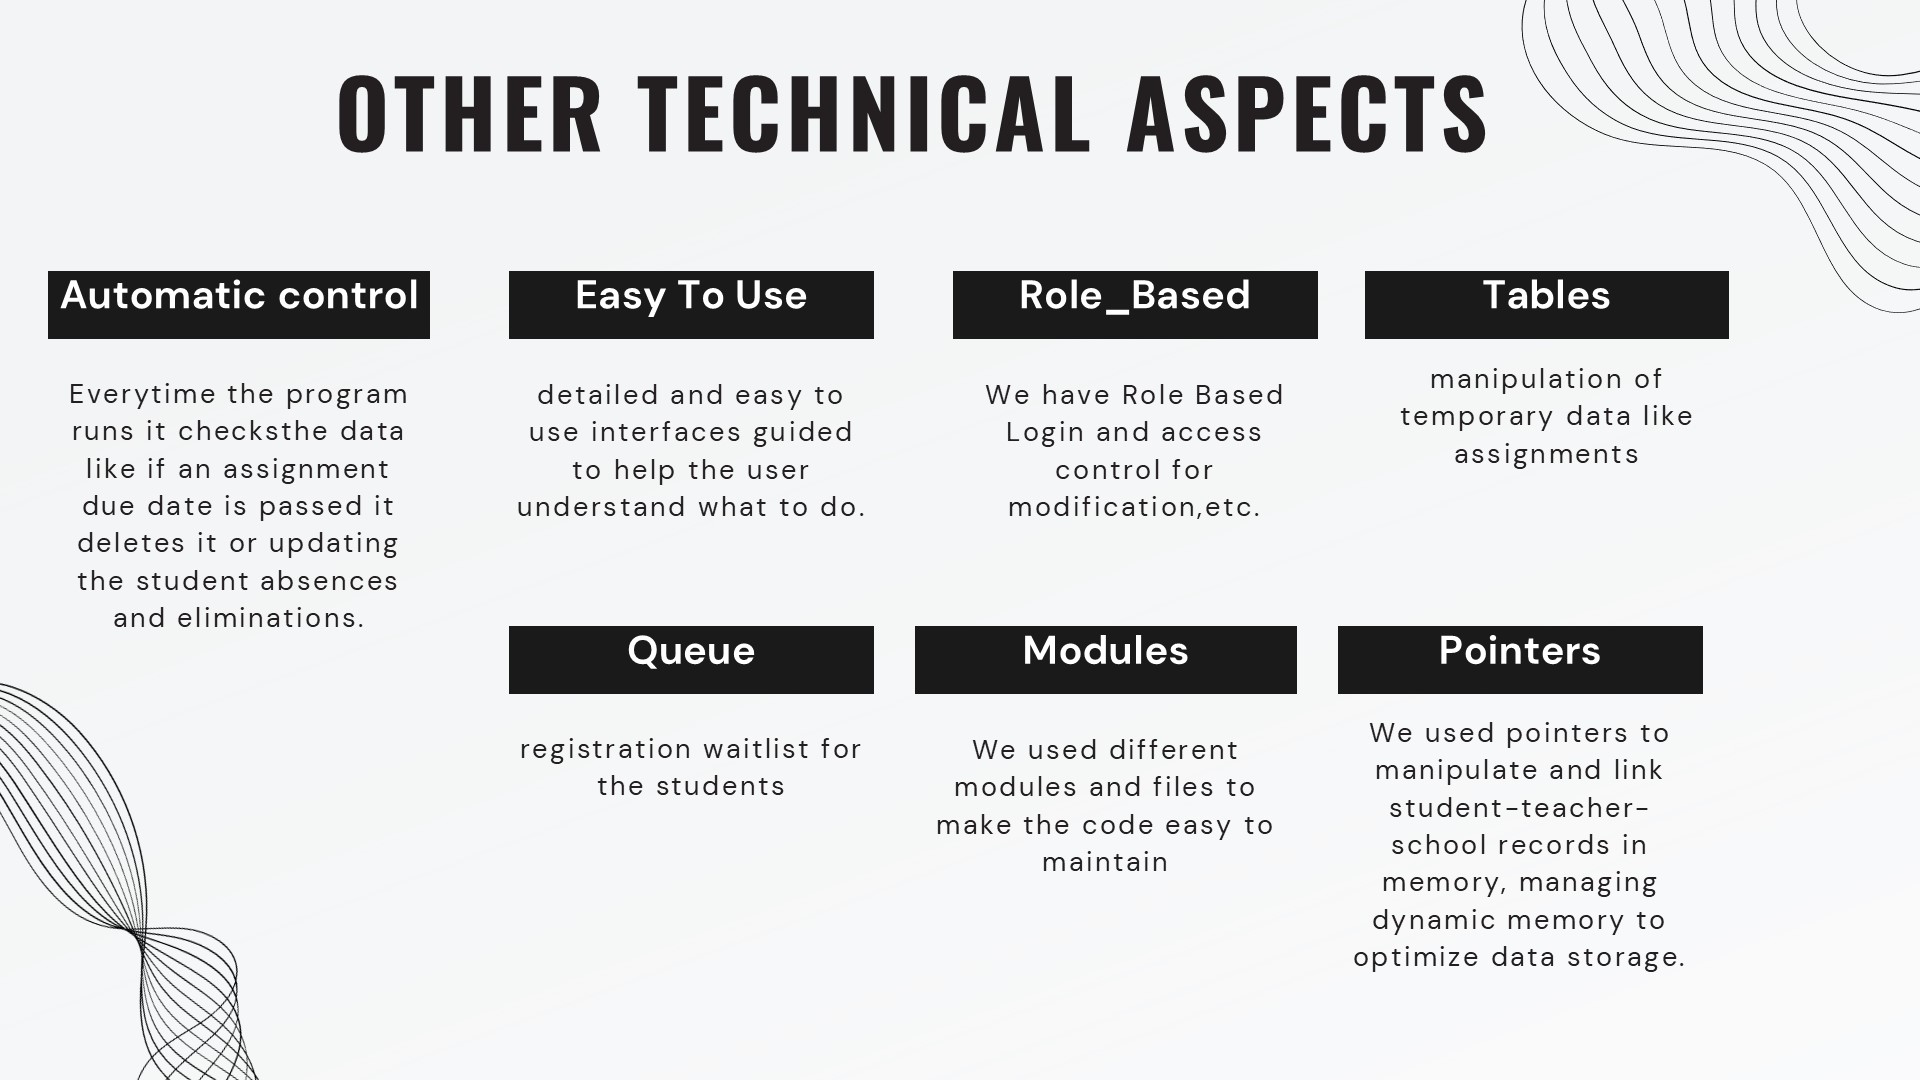 OTHER TECHNICAL ASPECTS
Automatic control
Everytime the program
runs it checksthe data
like if an assignment
due date is passed it
deletes it or updating
the student absences
and eliminations.
Easy To Use
detailed and easy to
use interfaces guided
to help the user
understand what to do.
Role_Based
We have Role Based
Login and access
control for
modification,etc.
Tables
manipulation of
temporary data like
assignments
Queue
registration waitlist for
the students
Modules
We used different
modules and files to
make the code easy to
maintain
Pointers
We used pointers to
manipulate and link
student-teacher-
school records in
memory, managing
dynamic memory to
optimize data storage.